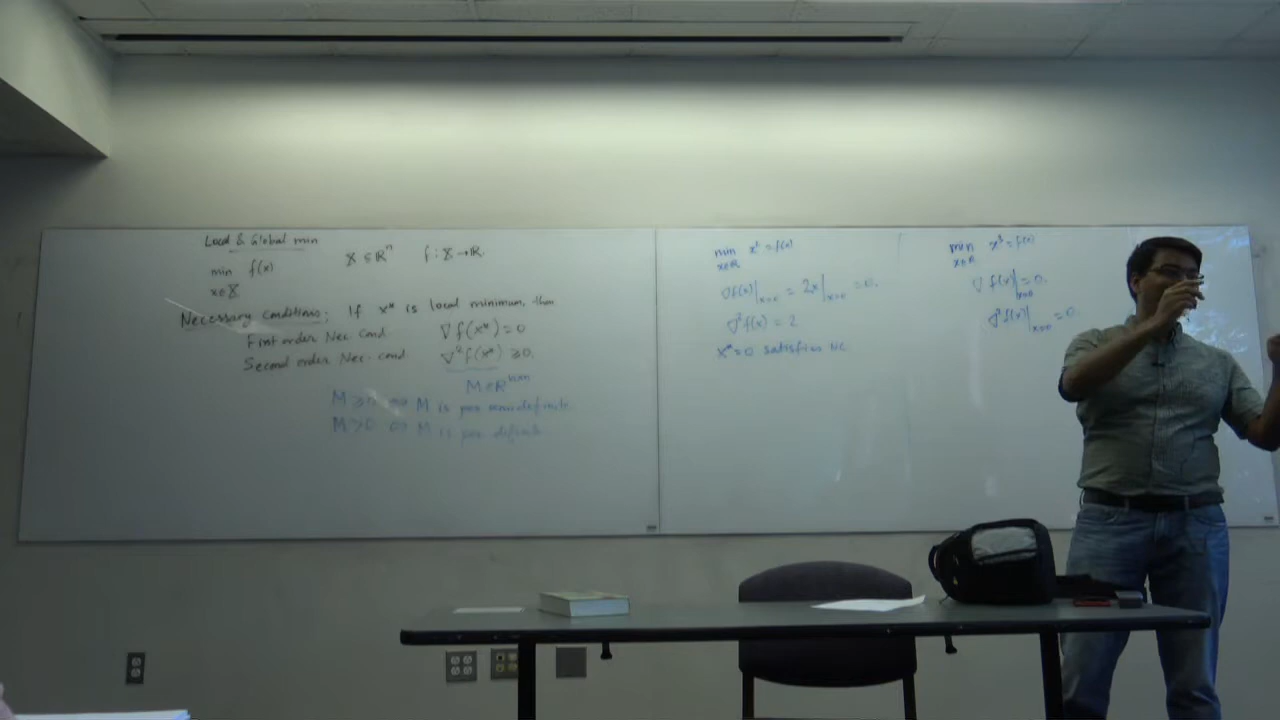 Local & Global min
min f(x) X ⊆ ℝⁿ f : X → ℝ.
x∈X
Necessary Conditions: If x* is local minimum, then
First order Nec. Cond ∇f(x*) = 0
Second order Nec. cond ∇²f(x*) ≥ 0.
M ∈ ℝⁿˣⁿ
M ≥ 0 ⇔ M is pos semidefinite
M > 0 ⇔ M is pos definite
min x² = f(x)
x∈ℝ
∇f(x)|ₓ₌₀ = 2x|ₓ₌₀ = 0.
∇²f(x) = 2
x* = 0 satisfies NC
min x³ = f(x)
x∈ℝ
∇f(x)|ₓ₌₀ = 0.
∇²f(x)|ₓ₌₀ = 0